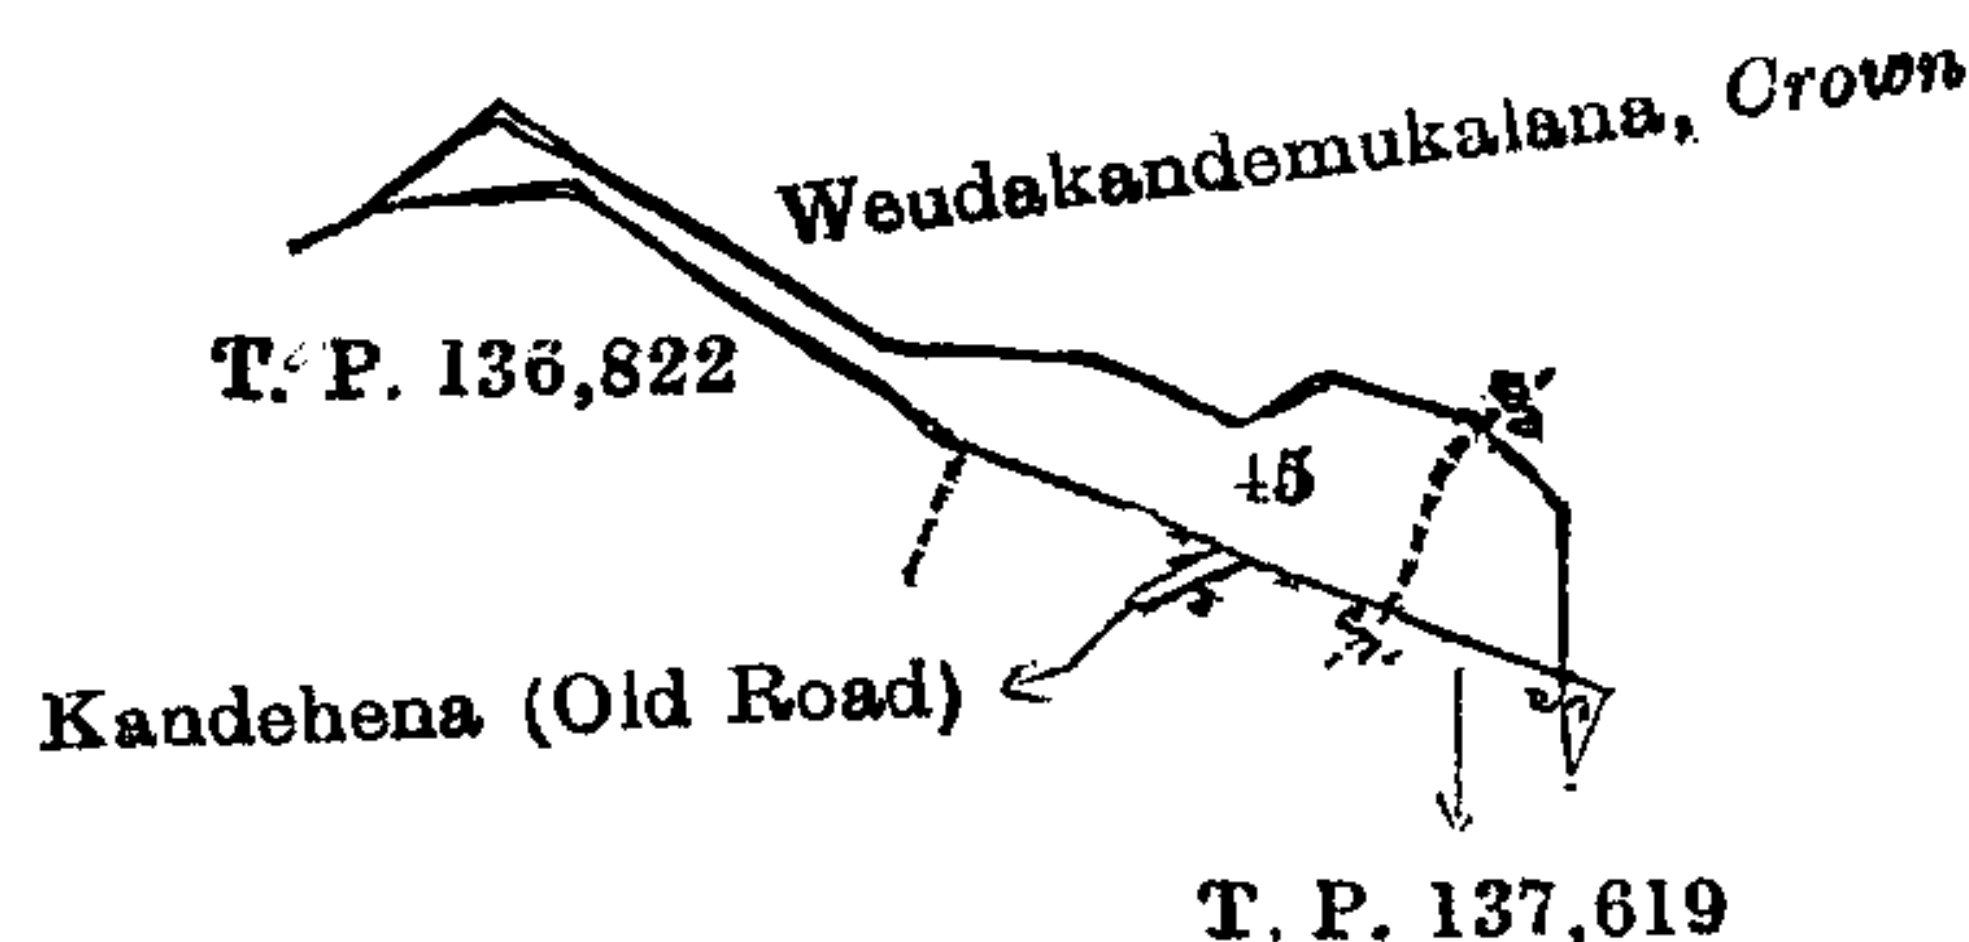 Weudakandemukalana, Crown
T. P. 136,822
45
Kandehena (Old Road)
T. P. 137,619